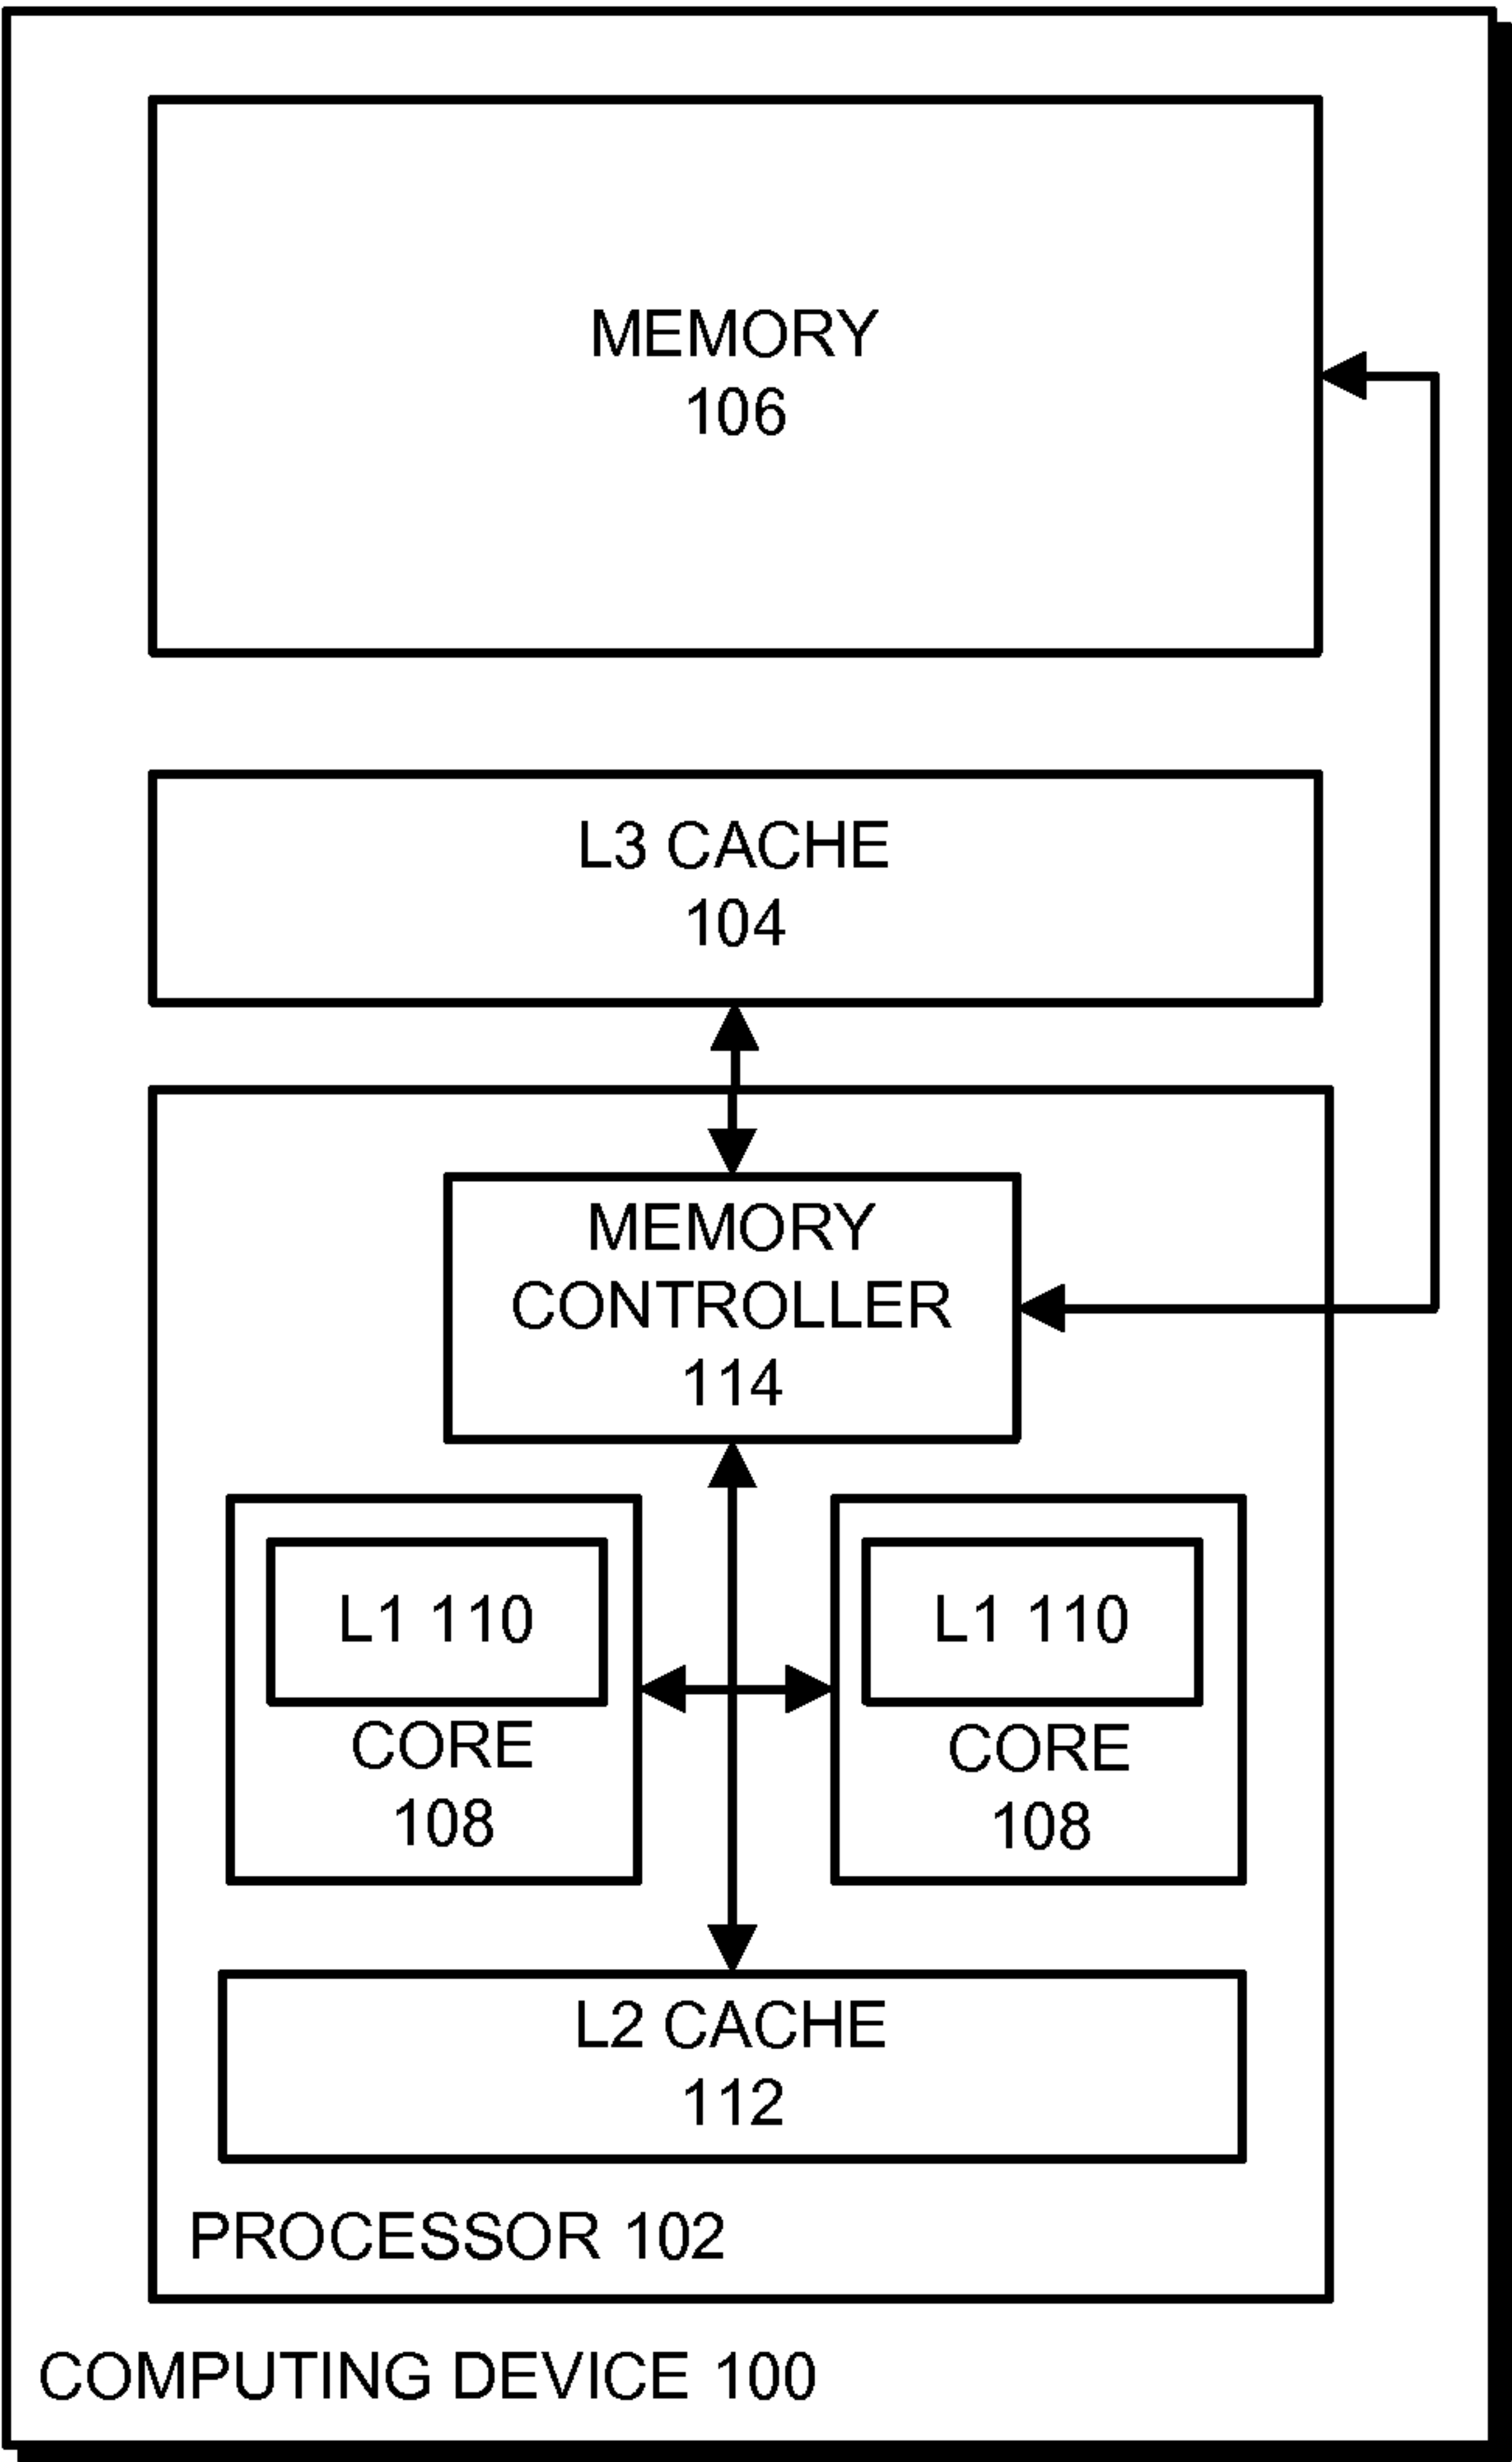 MEMORY
106
L3 CACHE
104
MEMORY
CONTROLLER
114
L1 110
CORE
108
L1 110
CORE
108
L2 CACHE
112
PROCESSOR 102
COMPUTING DEVICE 100